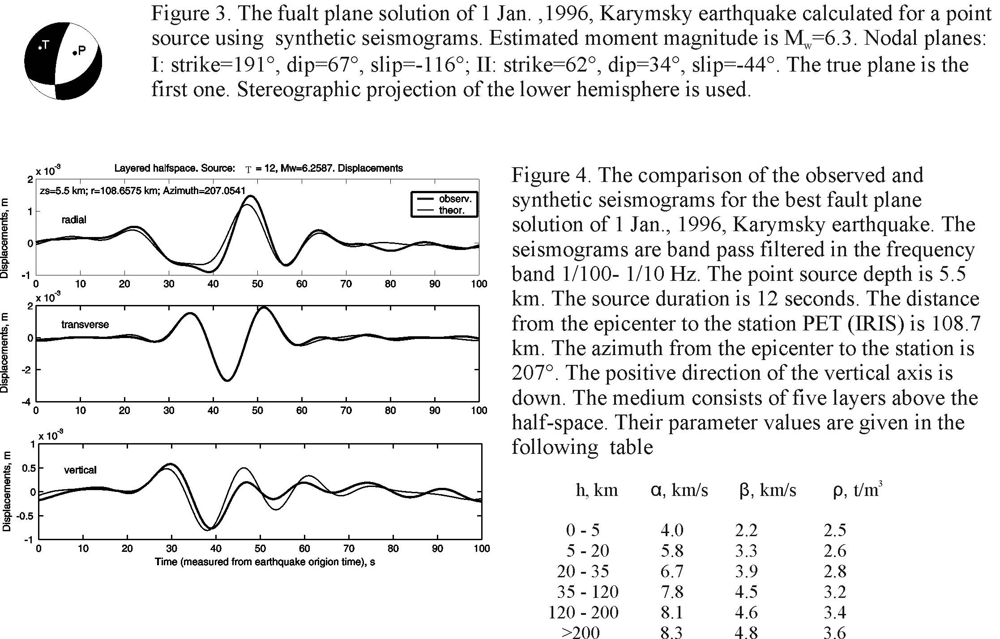 Figure 3. The fualt plane solution of 1 Jan. ,1996, Karymsky earthquake calculated for a point
source using synthetic seismograms. Estimated moment magnitude is Mw=6.3. Nodal planes:
I: strike=191°, dip=67°, slip=-116°; II: strike=62°, dip=34°, slip=-44°. The true plane is the
first one. Stereographic projection of the lower hemisphere is used.
T
P
x 10-3
Layered halfspace. Source: T = 12, Mw=6.2587. Displacements
zs=5.5 km; r=108.6575 km; Azimuth=207.0541
observ.
theor.
radial
Displacements, m
2
1
0
-1
0 10 20 30 40 50 60 70 80 90 100
x 10-3
transverse
Displacements, m
2
0
-2
-4
0 10 20 30 40 50 60 70 80 90 100
x 10-3
vertical
Displacements, m
1
0.5
0
-0.5
-1
0 10 20 30 40 50 60 70 80 90 100
Time (measured from earthquake origion time), s
Figure 4. The comparison of the observed and
synthetic seismograms for the best fault plane
solution of 1 Jan., 1996, Karymsky earthquake. The
seismograms are band pass filtered in the frequency
band 1/100- 1/10 Hz. The point source depth is 5.5
km. The source duration is 12 seconds. The distance
from the epicenter to the station PET (IRIS) is 108.7
km. The azimuth from the epicenter to the station is
207°. The positive direction of the vertical axis is
down. The medium consists of five layers above the
half-space. Their parameter values are given in the
following table
h, km α, km/s β, km/s ρ, t/m³
0 - 5 4.0 2.2 2.5
5 - 20 5.8 3.3 2.6
20 - 35 6.7 3.9 2.8
35 - 120 7.8 4.5 3.2
120 - 200 8.1 4.6 3.4
>200 8.3 4.8 3.6